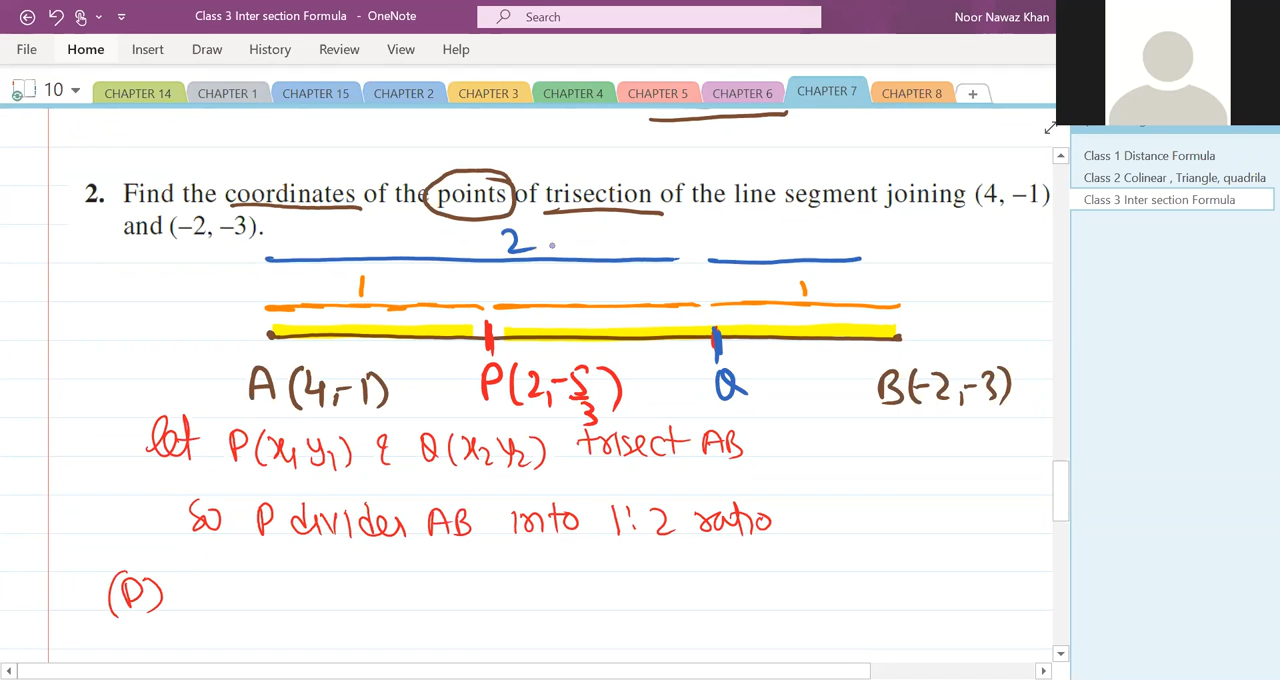 Class 3 Inter section Formula - OneNote
Search
Noor Nawaz Khan
File Home Insert Draw History Review View Help
10 CHAPTER 14 CHAPTER 1 CHAPTER 15 CHAPTER 2 CHAPTER 3 CHAPTER 4 CHAPTER 5 CHAPTER 6 CHAPTER 7 CHAPTER 8 +
Class 1 Distance Formula
Class 2 Colinear , Triangle, quadrila
Class 3 Inter section Formula
2. Find the coordinates of the points of trisection of the line segment joining (4, –1)
and (–2, –3).
2
1 1
A(4,-1) P(2,-5/3) Q B(-2,-3)
let P(x1 y1) & Q(x2 y2) trisect AB
So P divides AB into 1:2 ratio
(P)